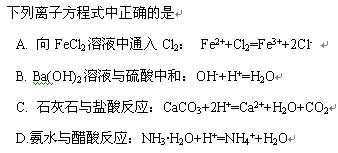 下列离子方程式中正确的是
A. 向FeCl₂溶液中通入Cl₂： Fe²⁺+Cl₂=Fe³⁺+2Cl⁻
B. Ba(OH)₂溶液与硫酸中和：OH⁻+H⁺=H₂O
C. 石灰石与盐酸反应：CaCO₃+2H⁺=Ca²⁺+H₂O+CO₂
D.氨水与醋酸反应：NH₃·H₂O+H⁺=NH₄⁺+H₂O